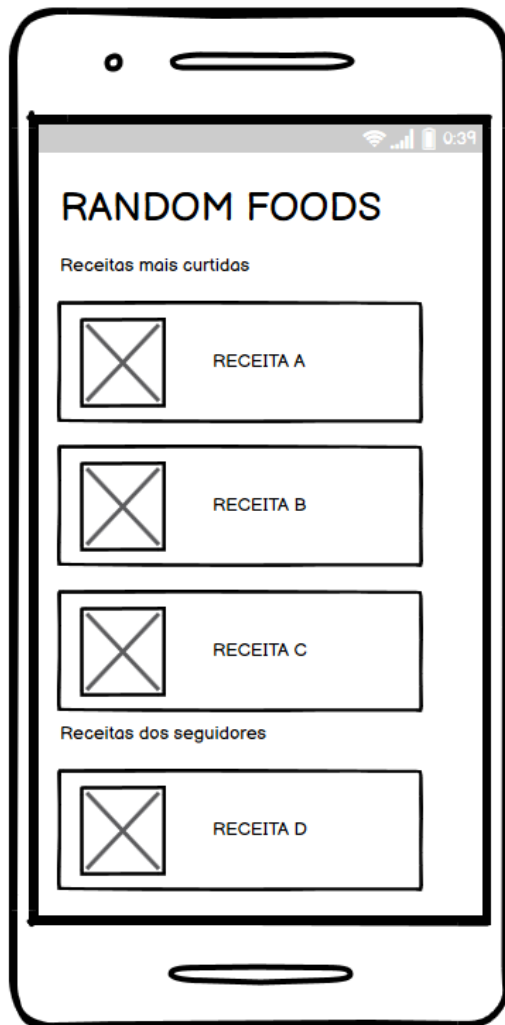 0:39
RANDOM FOODS
Receitas mais curtidas
RECEITA A
RECEITA B
RECEITA C
Receitas dos seguidores
RECEITA D